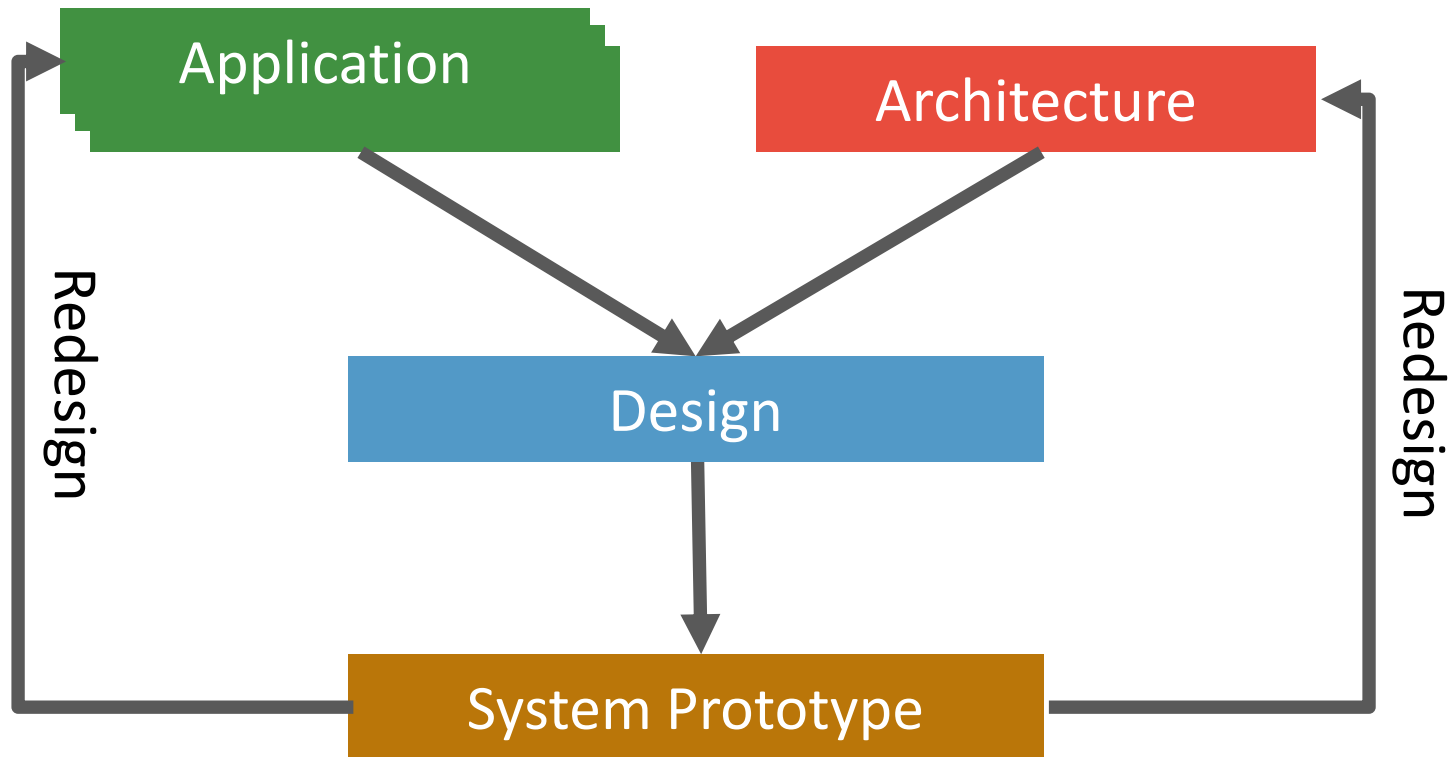 Application
Architecture
Redesign
Redesign
Design
System Prototype